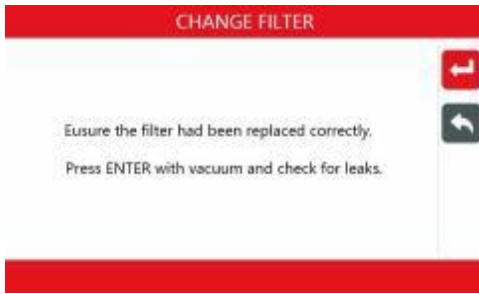 CHANGE FILTER
Eusure the filter had been replaced correctly.
Press ENTER with vacuum and check for leaks.